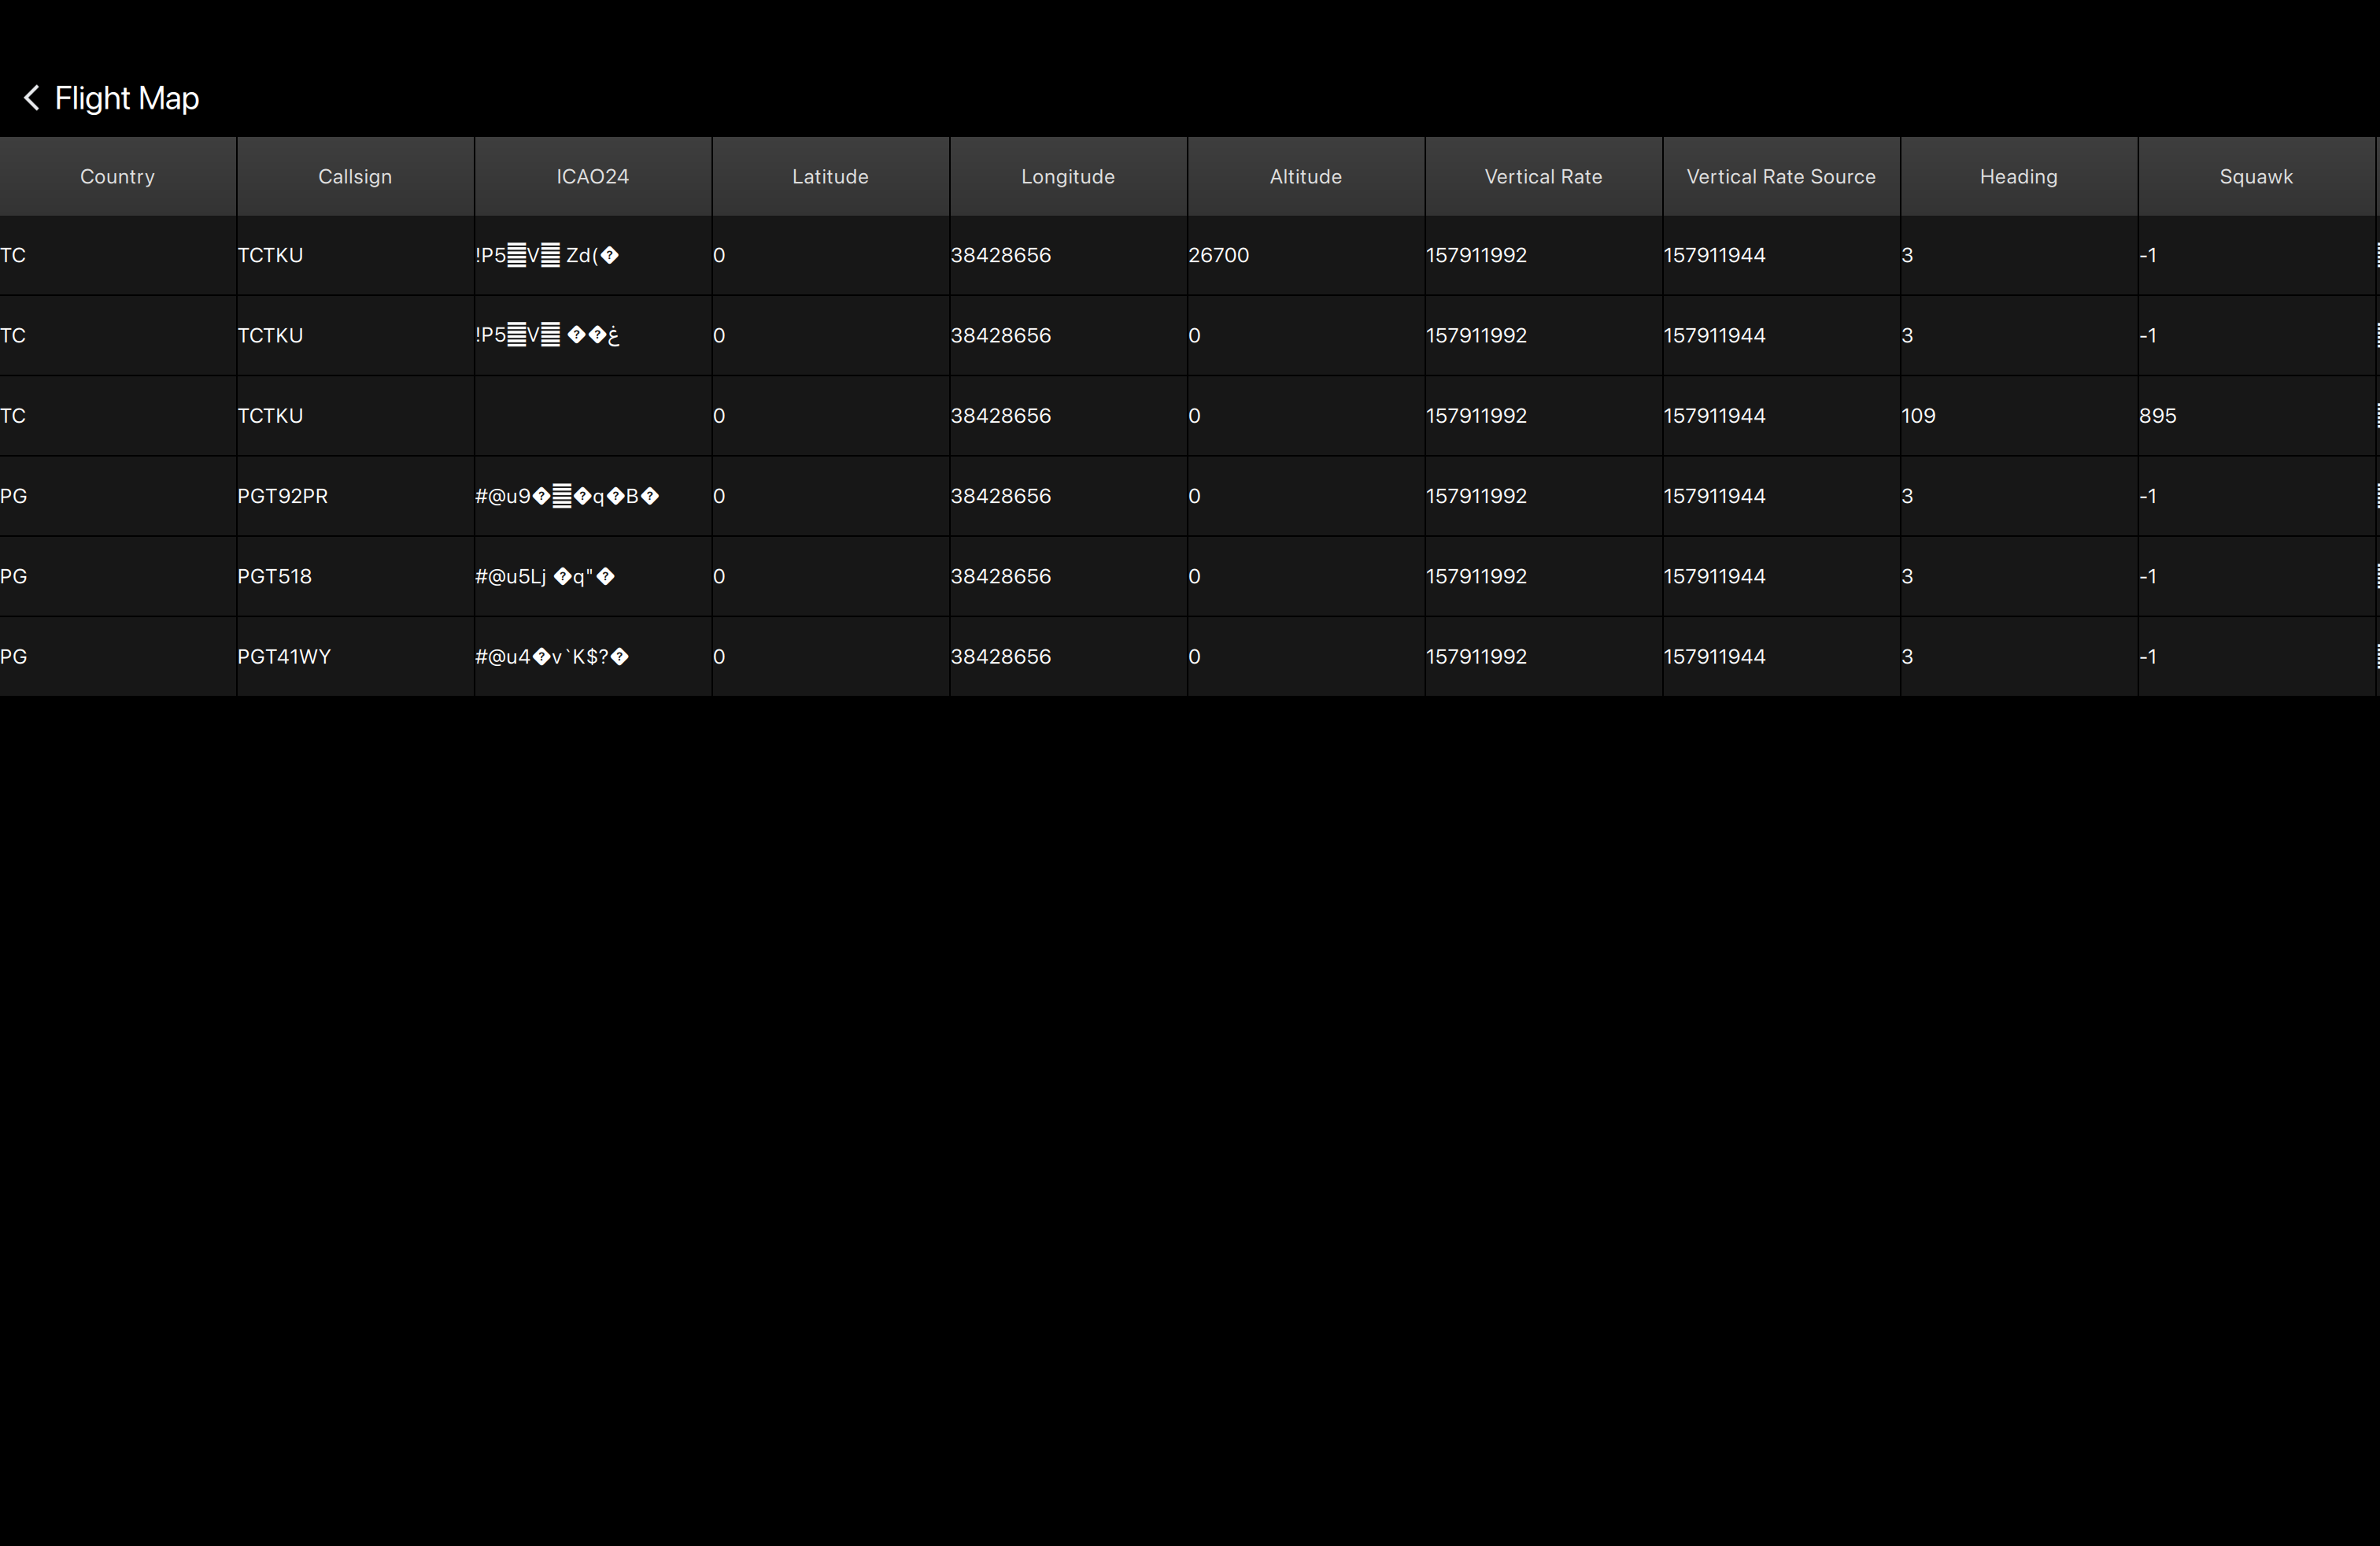 Flight Map
Country Callsign ICAO24 Latitude Longitude Altitude Vertical Rate Vertical Rate Source Heading Squawk
TC TCTKU !P5 V Zd(� 0 38428656 26700 157911992 157911944 3 -1
TC TCTKU !P5 V ��غ 0 38428656 0 157911992 157911944 3 -1
TC TCTKU 0 38428656 0 157911992 157911944 109 895
PG PGT92PR #@u9� �q�B� 0 38428656 0 157911992 157911944 3 -1
PG PGT518 #@u5Lj �q"� 0 38428656 0 157911992 157911944 3 -1
PG PGT41WY #@u4�v`K$?� 0 38428656 0 157911992 157911944 3 -1